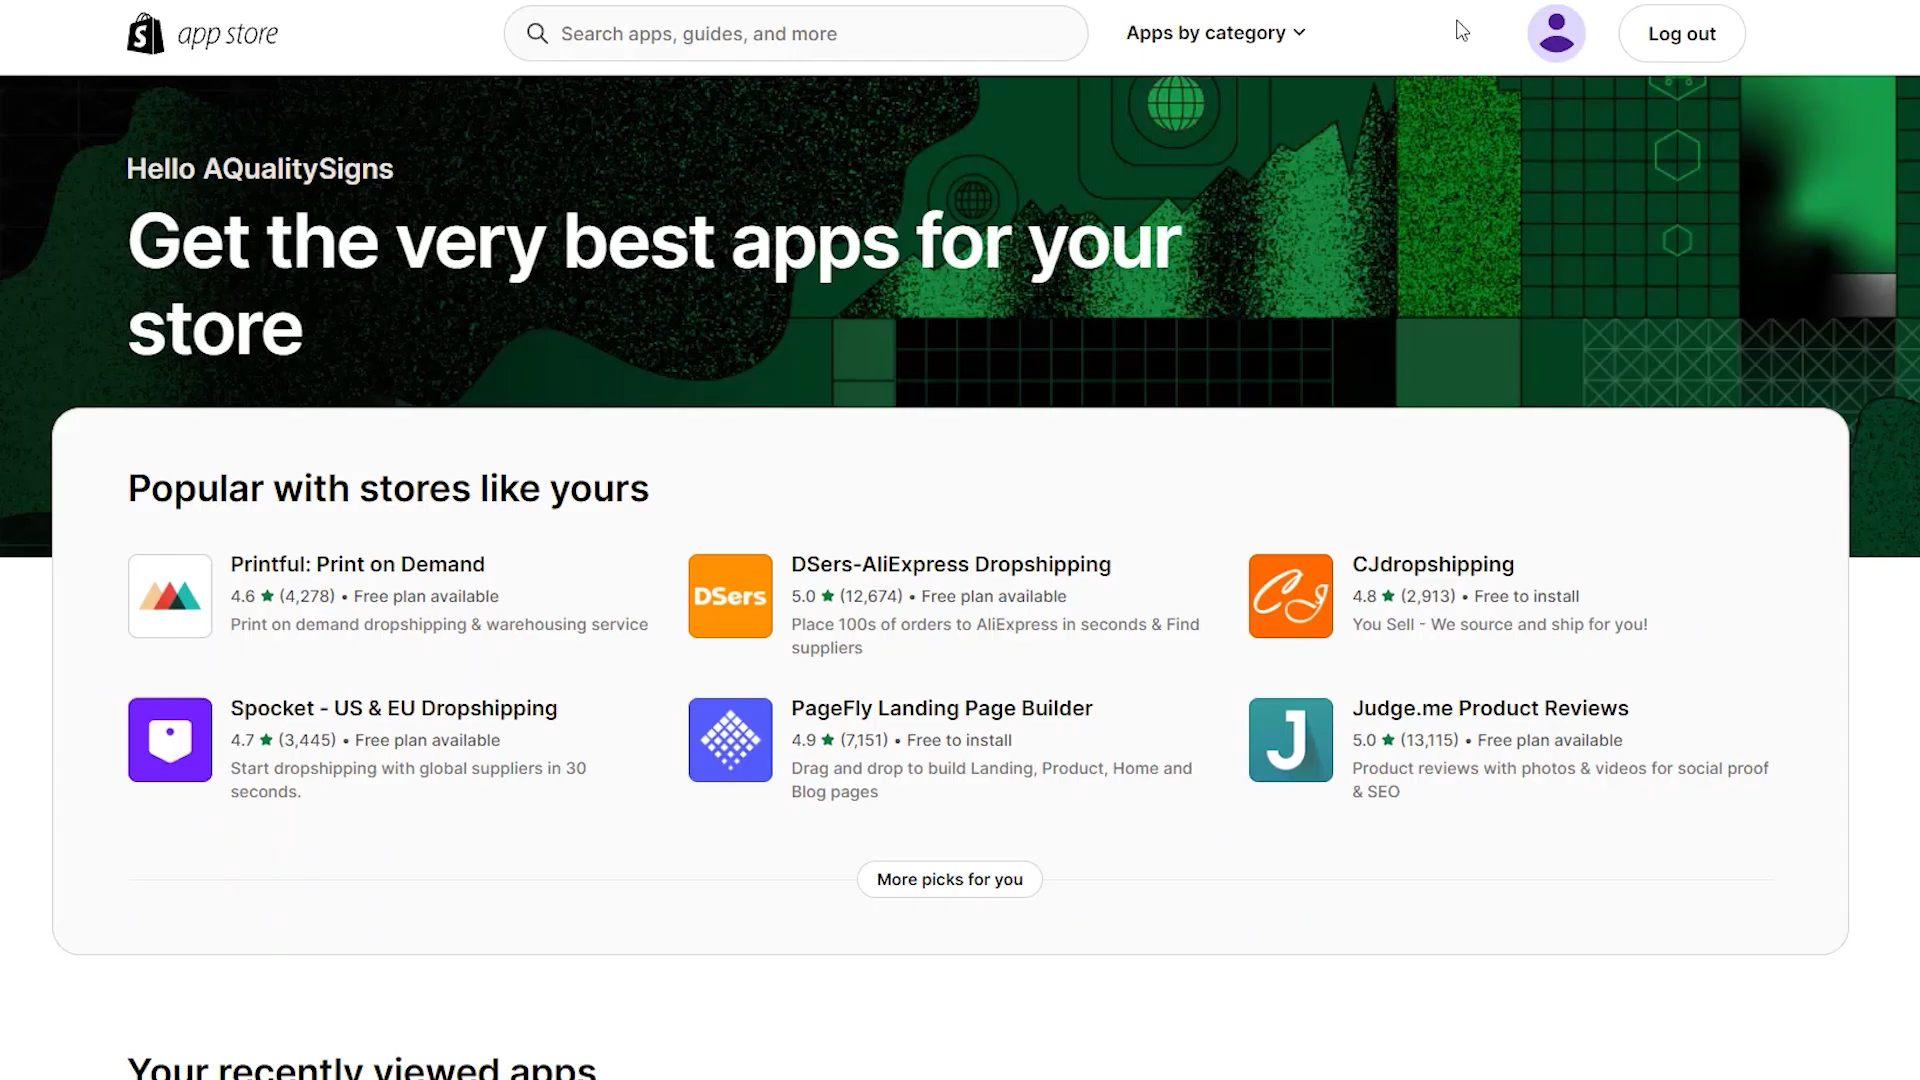 S app store
Search apps, guides, and more
Apps by category
Log out
Hello AQualitySigns
Get the very best apps for your
store
Popular with stores like yours
Printful: Print on Demand
4.6 ★ (4,278) • Free plan available
Print on demand dropshipping & warehousing service
DSers
DSers-AliExpress Dropshipping
5.0 ★ (12,674) • Free plan available
Place 100s of orders to AliExpress in seconds & Find
suppliers
CJ
CJdropshipping
4.8 ★ (2,913) • Free to install
You Sell - We source and ship for you!
Spocket - US & EU Dropshipping
4.7 ★ (3,445) • Free plan available
Start dropshipping with global suppliers in 30
seconds.
PageFly Landing Page Builder
4.9 ★ (7,151) • Free to install
Drag and drop to build Landing, Product, Home and
Blog pages
J
Judge.me Product Reviews
5.0 ★ (13,115) • Free plan available
Product reviews with photos & videos for social proof
& SEO
More picks for you
Your recently viewed apps